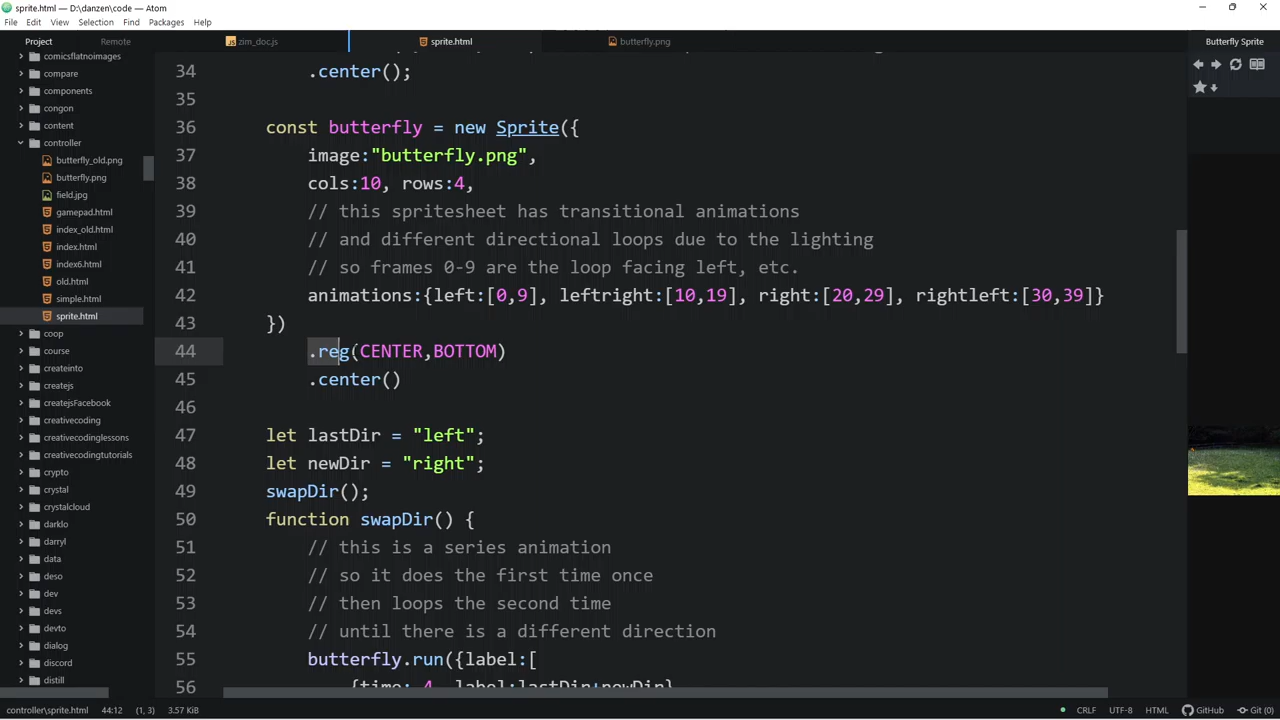 sprite.html — D:\danzen\code — Atom
File Edit View Selection Find Packages Help
Project Remote
zim_doc.js sprite.html butterfly.png Butterfly Sprite
comicsflatnoimages
compare
components
congon
content
controller
butterfly_old.png
butterfly.png
field.jpg
gamepad.html
index_old.html
index.html
index6.html
old.html
simple.html
sprite.html
coop
course
createinto
createjs
createjsFacebook
creativecoding
creativecodinglessons
creativecodingtutorials
crypto
crystal
crystalcloud
darklo
darryl
data
deso
dev
devs
devto
dialog
discord
distill
34 .center();
35
36 const butterfly = new Sprite({
37 image:"butterfly.png",
38 cols:10, rows:4,
39 // this spritesheet has transitional animations
40 // and different directional loops due to the lighting
41 // so frames 0-9 are the loop facing left, etc.
42 animations:{left:[0,9], leftright:[10,19], right:[20,29], rightleft:[30,39]}
43 })
44 .reg(CENTER,BOTTOM)
45 .center()
46
47 let lastDir = "left";
48 let newDir = "right";
49 swapDir();
50 function swapDir() {
51 // this is a series animation
52 // so it does the first time once
53 // then loops the second time
54 // until there is a different direction
55 butterfly.run({label:[
56 {time:.4, label:lastDir+newDir},
controller\sprite.html 44:12 (1, 3) 3.57 KiB CRLF UTF-8 HTML GitHub Git (0)